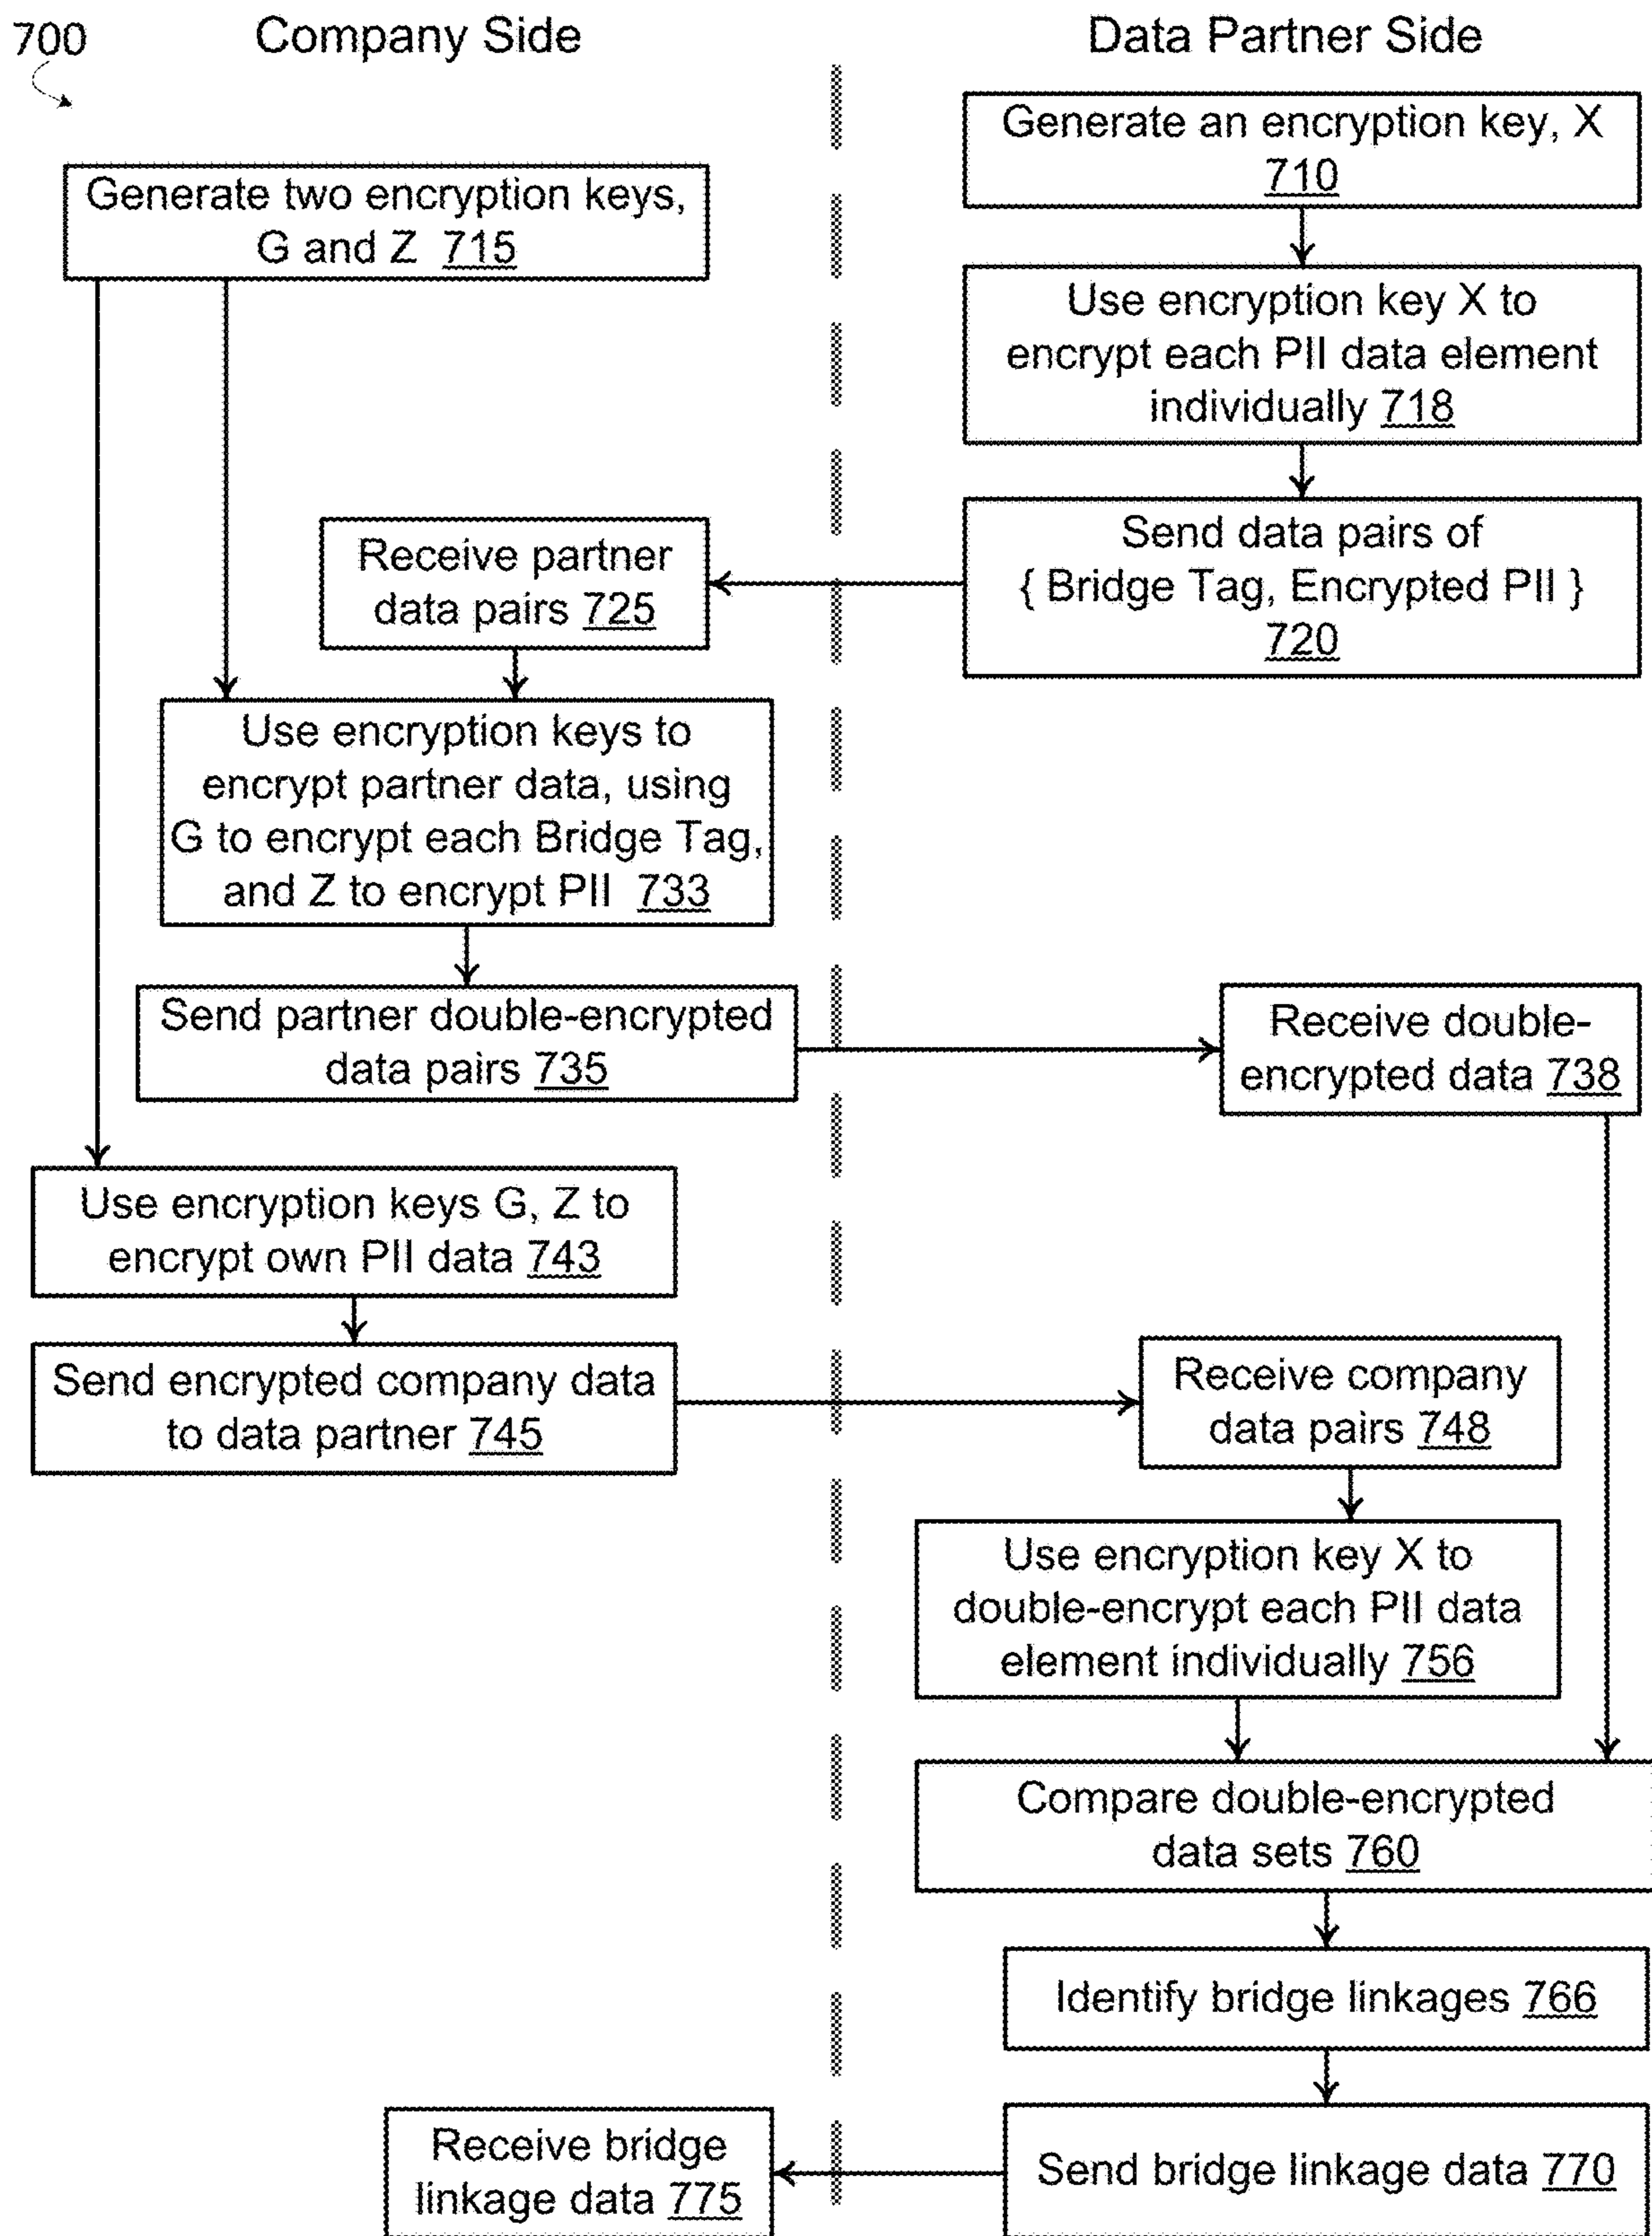 700
Company Side
Data Partner Side
Generate an encryption key, X
710
Generate two encryption keys,
G and Z 715
Use encryption key X to
encrypt each PII data element
individually 718
Send data pairs of
{ Bridge Tag, Encrypted PII }
720
Receive partner
data pairs 725
Use encryption keys to
encrypt partner data, using
G to encrypt each Bridge Tag,
and Z to encrypt PII 733
Send partner double-encrypted
data pairs 735
Receive double-
encrypted data 738
Use encryption keys G, Z to
encrypt own PII data 743
Send encrypted company data
to data partner 745
Receive company
data pairs 748
Use encryption key X to
double-encrypt each PII data
element individually 756
Compare double-encrypted
data sets 760
Identify bridge linkages 766
Send bridge linkage data 770
Receive bridge
linkage data 775